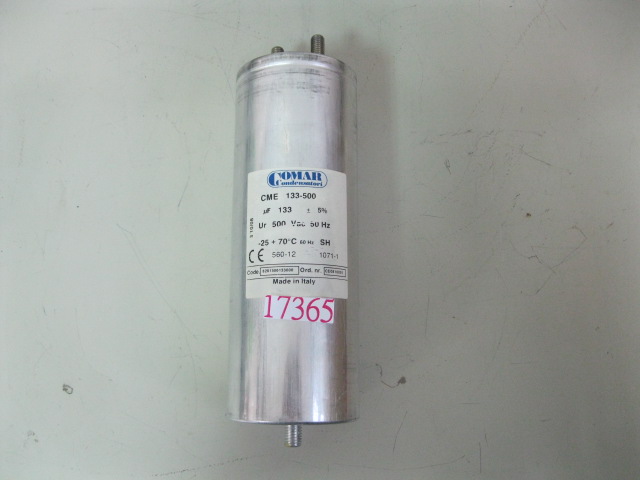 COMAR
Condensatori
CME 133-500
µF 133 ± 5%
Ur 500 Vac 50 Hz
-25 + 70°C 60 Hz SH
CE 560-12 1071-1
Code Ord. nr.
Made in Italy
17365